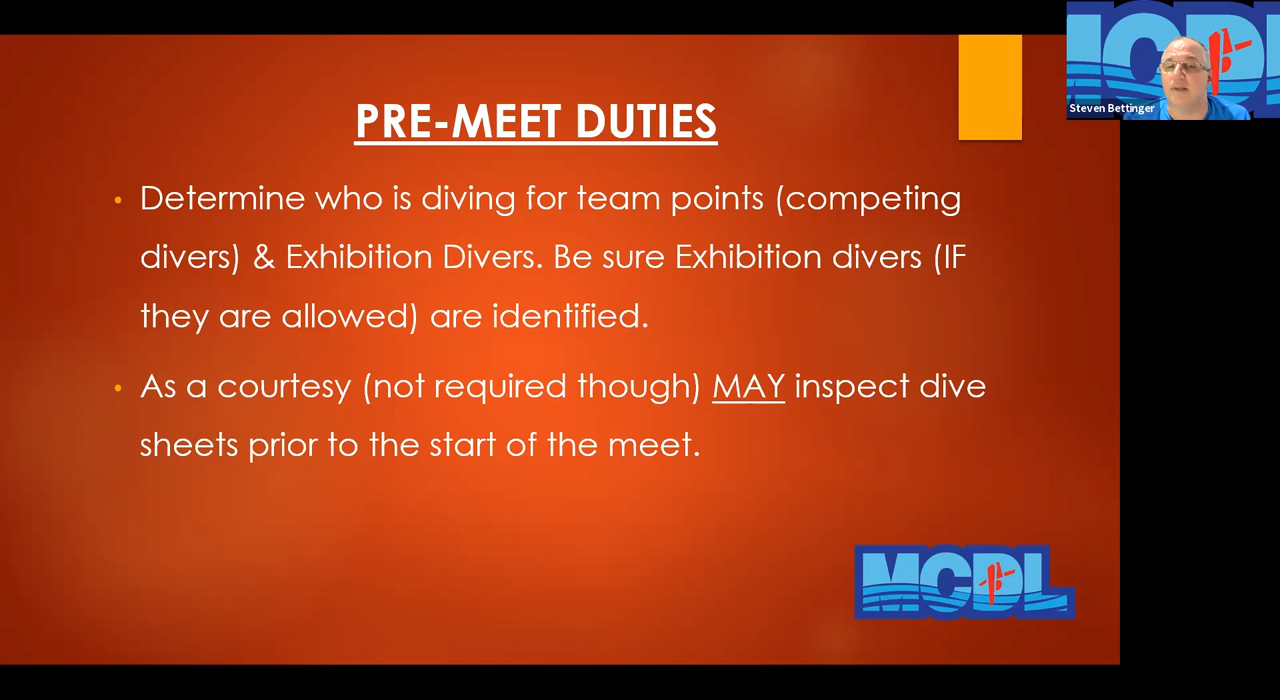 PRE-MEET DUTIES
• Determine who is diving for team points (competing
divers) & Exhibition Divers. Be sure Exhibition divers (IF
they are allowed) are identified.
• As a courtesy (not required though) MAY inspect dive
sheets prior to the start of the meet.
MCDL
MCDL
Steven Bettinger